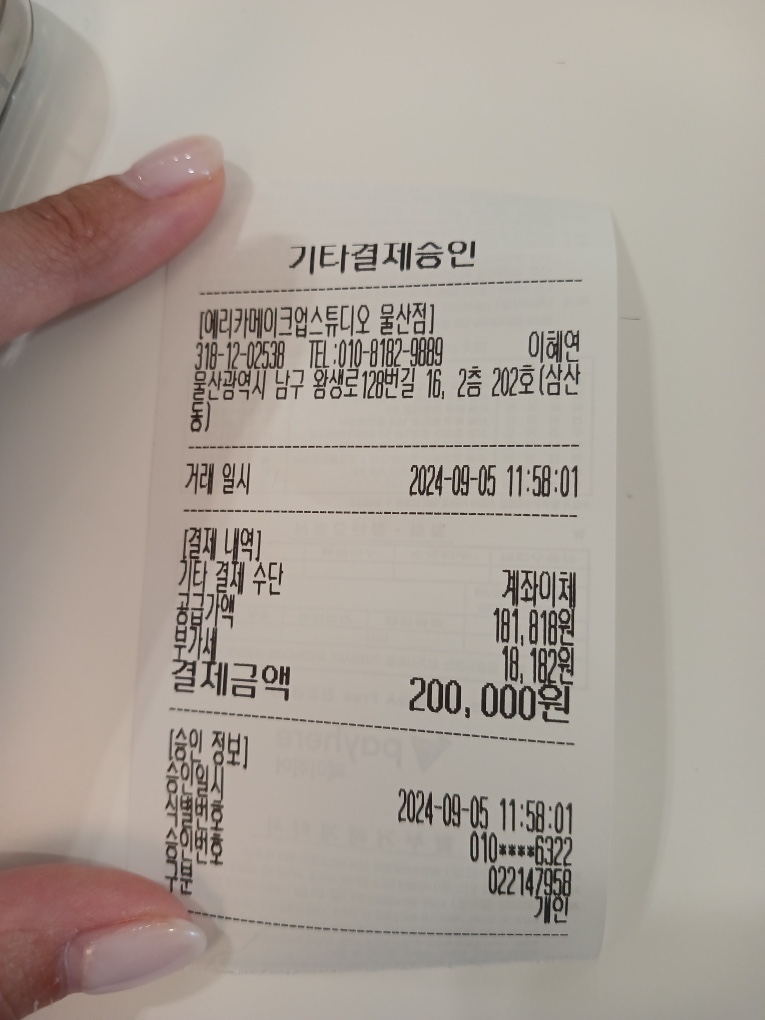 기타결제승인
[에리카메이크업스튜디오 울산점]
318-12-02538 TEL:010-8182-9889 이혜연
울산광역시 남구 왕생로128번길 16, 2층 202호(삼산
동)
거래 일시 2024-09-05 11:58:01
[결제 내역]
기타 결제 수단 계좌이체
공급가액 181,818원
부가세 18,182원
결제금액 200,000원
[승인 정보]
승인일시 2024-09-05 11:58:01
식별번호 010****6322
승인번호 022147958
구분 개인
payhere